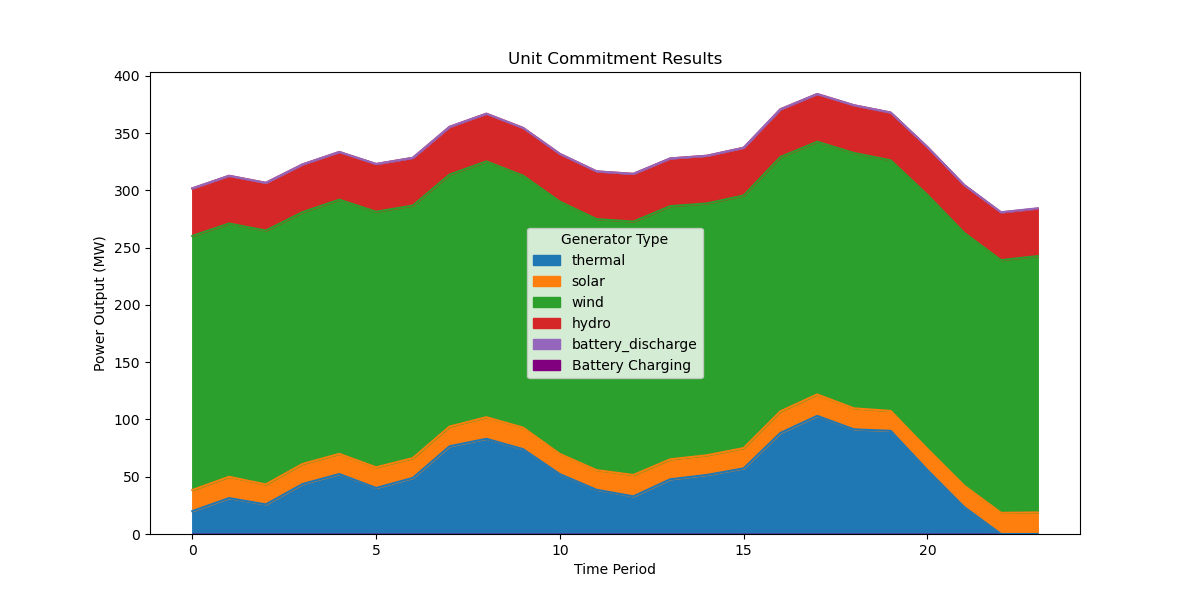 Unit Commitment Results
400
350
300
250
200
150
100
50
0
Power Output (MW)
Generator Type
thermal
solar
wind
hydro
battery_discharge
Battery Charging
0 5 10 15 20
Time Period